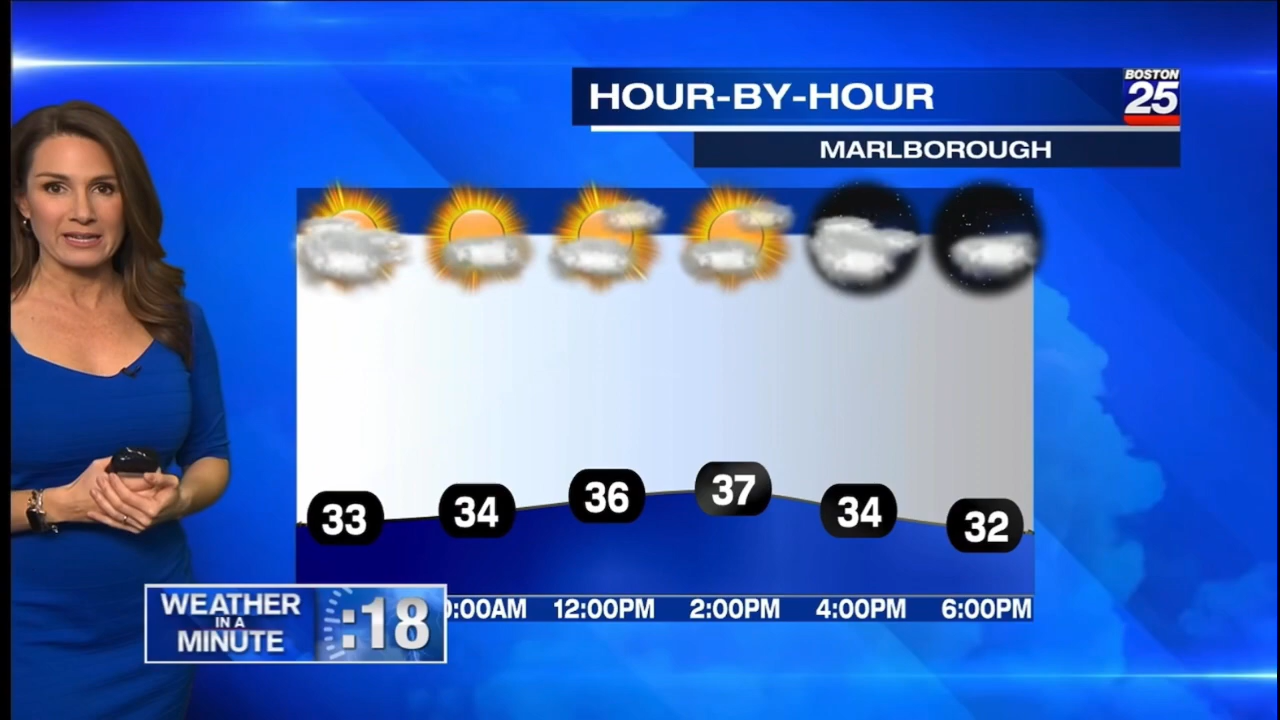 HOUR-BY-HOUR
BOSTON
25
MARLBOROUGH
33 34 36 37 34 32
:00AM 12:00PM 2:00PM 4:00PM 6:00PM
WEATHER
IN A
MINUTE
:18